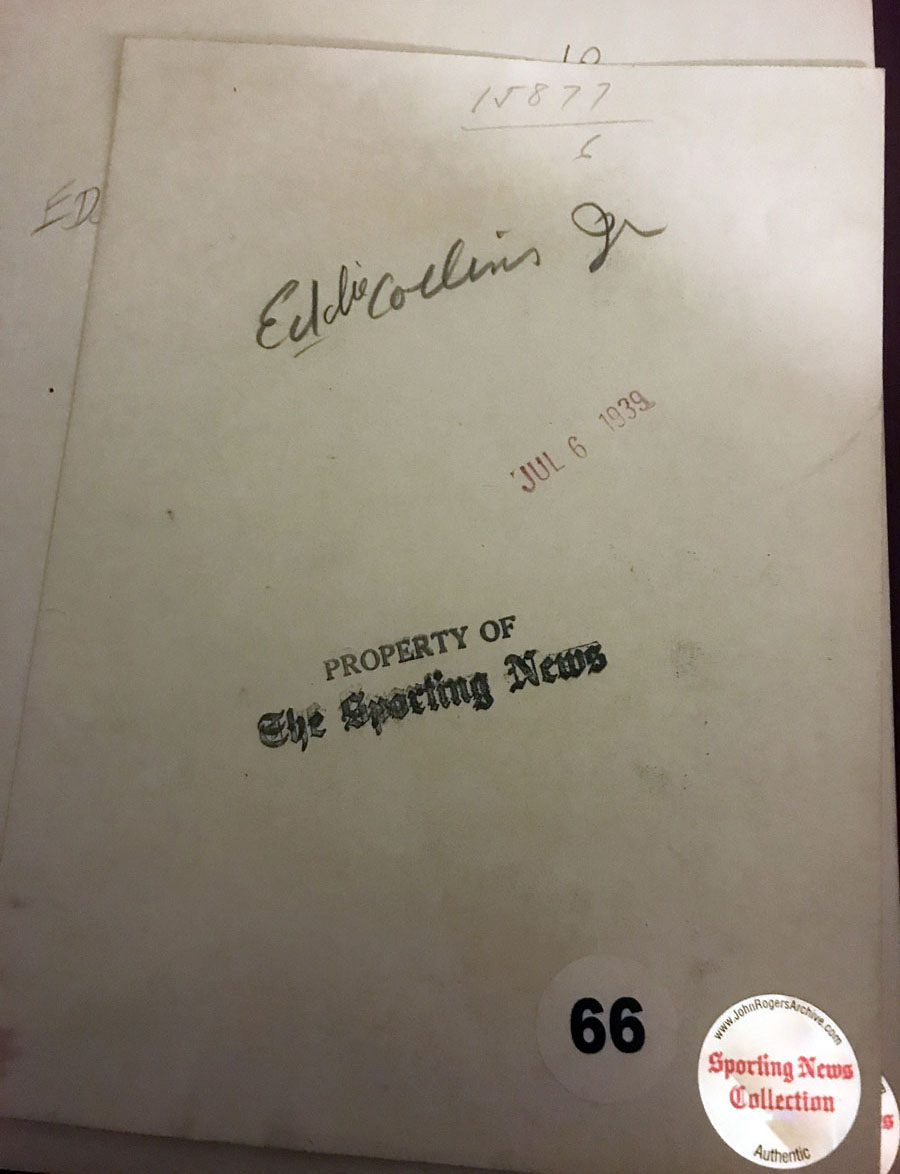 10
15877
6
ED
Eddie Collins Jr
JUL 6 1939
PROPERTY OF
The Sporting News
66
www.JohnRogersArchive.com
Sporting News
Collection
Authentic
s